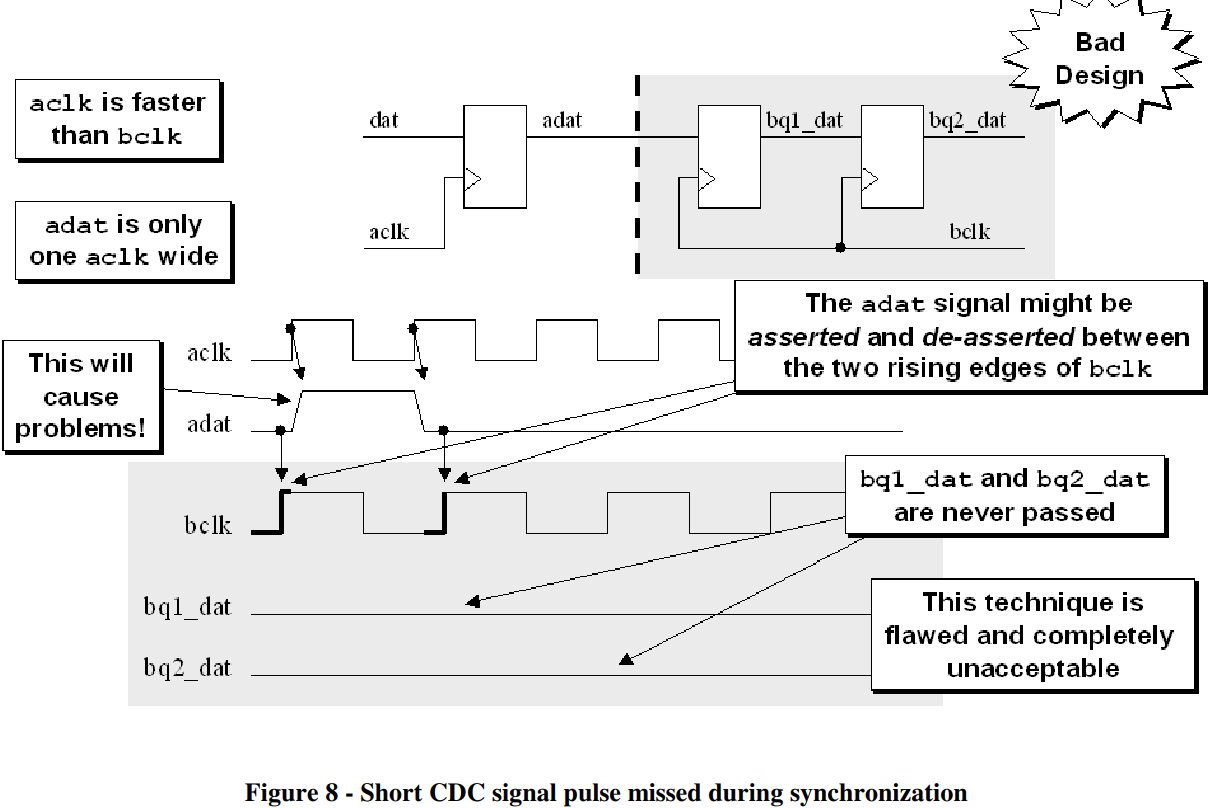 Bad
Design
aclk is faster
than bclk
adat is only
one aclk wide
dat
adat
bq1_dat
bq2_dat
aclk
bclk
The adat signal might be
asserted and de-asserted between
the two rising edges of bclk
This will
cause
problems!
aclk
adat
bclk
bq1_dat and bq2_dat
are never passed
bq1_dat
bq2_dat
This technique is
flawed and completely
unacceptable
Figure 8 - Short CDC signal pulse missed during synchronization